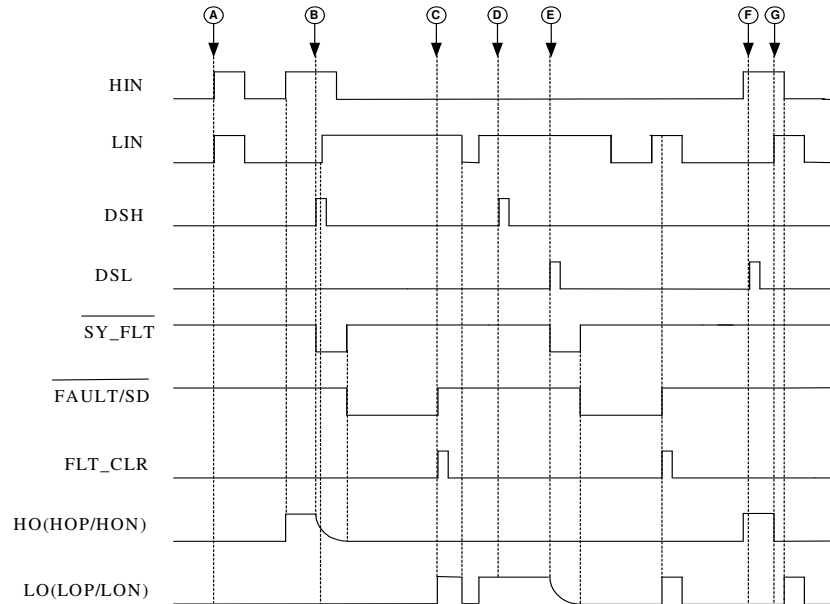 A B C D E F G
HIN
LIN
DSH
DSL
SY_FLT
FAULT/SD
FLT_CLR
HO(HOP/HON)
LO(LOP/LON)